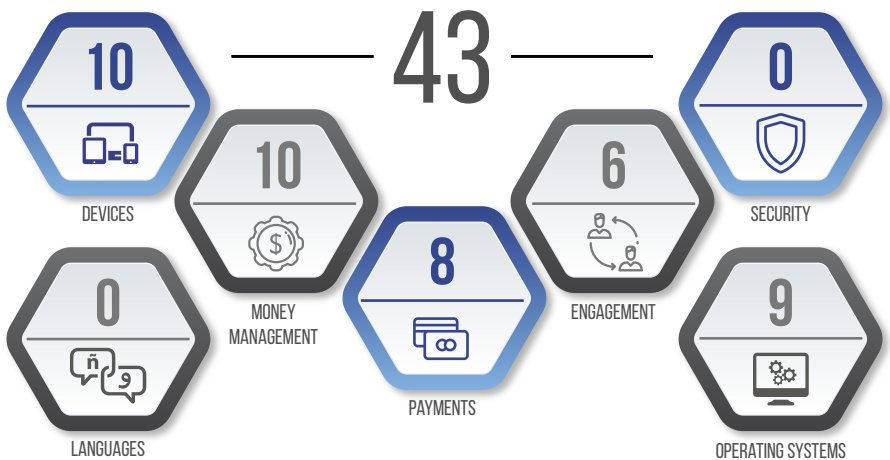 43
10
DEVICES
10
$
MONEY
MANAGEMENT
8
PAYMENTS
6
ENGAGEMENT
0
SECURITY
0
ñ
و
LANGUAGES
9
OPERATING SYSTEMS